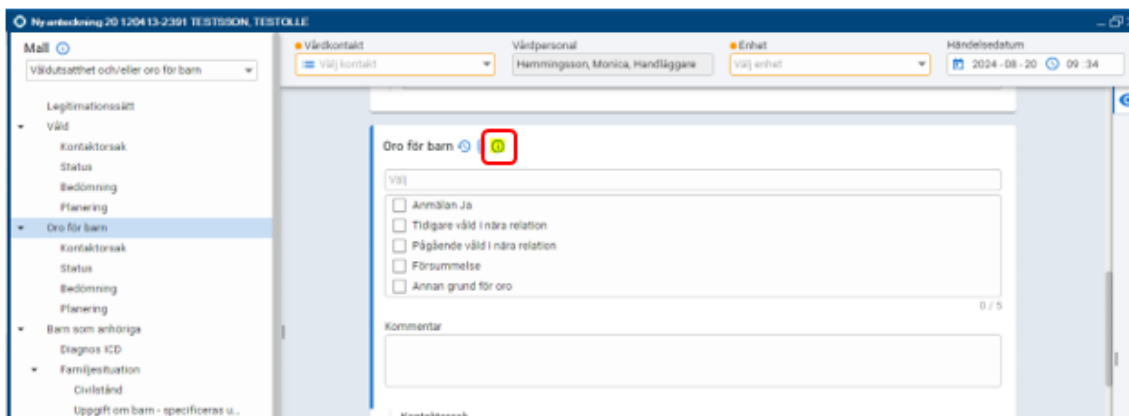 Ny anteckning 20 120413-2391 TESTSSON, TESTOLLE
Mall
Våldutsatthet och/eller oro för barn
Vårdkontakt
Välj kontakt
Vårdpersonal
Hemmingsson, Monica, Handläggare
Enhet
Välj enhet
Händelsedatum
2024-08-20 09:34
Legitimationssätt
Våld
Kontaktorsak
Status
Bedömning
Planering
Oro för barn
Kontaktorsak
Status
Bedömning
Planering
Barn som anhöriga
Diagnos ICD
Familjesituation
Civilstånd
Uppgift om barn - specificeras u...
Oro för barn
Välj
Anmälan Ja
Tidigare våld i nära relation
Pågående våld i nära relation
Försummelse
Annan grund för oro
0 / 5
Kommentar
Kontaktorsak